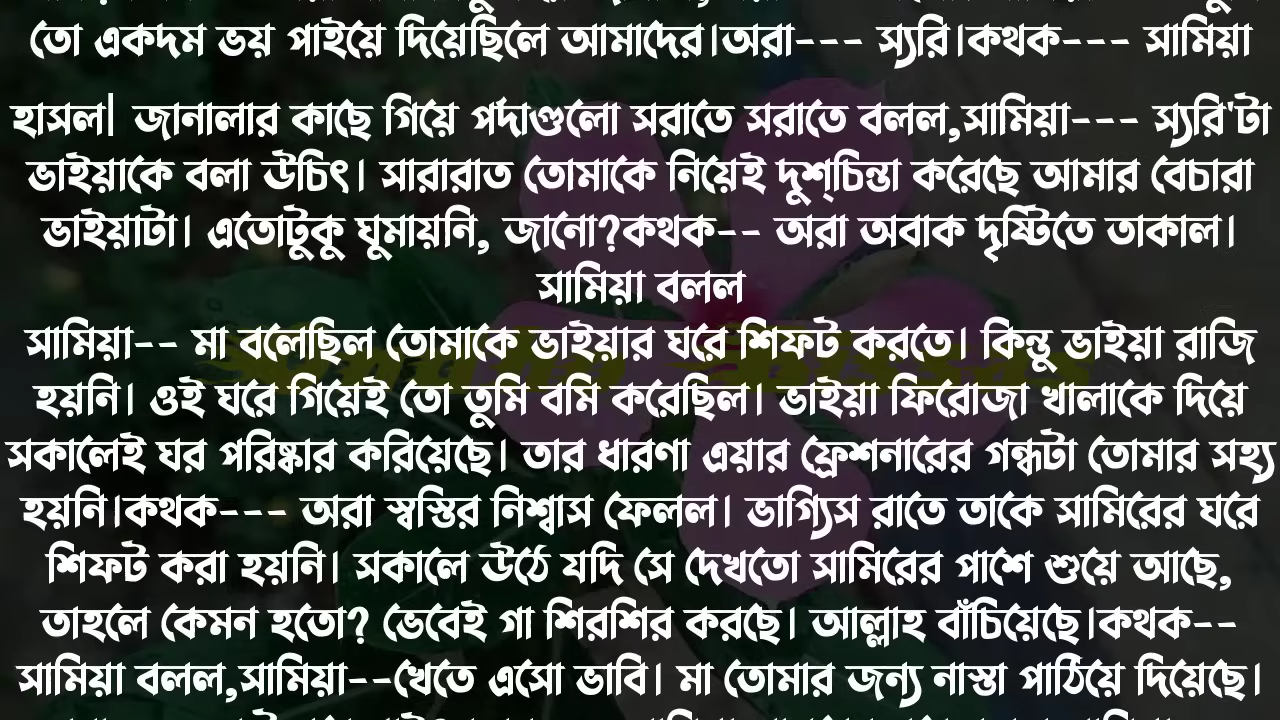 তো একদম ভয় পাইয়ে দিয়েছিলে আমাদের।অরা--- স্যরি।কথক--- সামিয়া
হাসল| জানালার কাছে গিয়ে পর্দাগুলো সরাতে সরাতে বলল,সামিয়া--- স্যরি'টা
ভাইয়াকে বলা ঊচিৎ। সারারাত তোমাকে নিয়েই দুশ্চিন্তা করেছে আমার বেচারা
ভাইয়াটা। এতোটুকু ঘুমায়নি, জানো?কথক-- অরা অবাক দৃষ্টিতে তাকাল।
সামিয়া বলল
সামিয়া-- মা বলেছিল তোমাকে ভাইয়ার ঘরে শিফট করতে। কিন্তু ভাইয়া রাজি
হয়নি। ওই ঘরে গিয়েই তো তুমি বমি করেছিল। ভাইয়া ফিরোজা খালাকে দিয়ে
সকালেই ঘর পরিষ্কার করিয়েছে। তার ধারণা এয়ার ফ্রেশনারের গন্ধটা তোমার সহ্য
হয়নি।কথক--- অরা স্বস্তির নিশ্বাস ফেলল। ভাগ্যিস রাতে তাকে সামিরের ঘরে
শিফট করা হয়নি। সকালে উঠে যদি সে দেখতো সামিরের পাশে শুয়ে আছে,
তাহলে কেমন হতো? ভেবেই গা শিরশির করছে। আল্লাহ বাঁচিয়েছে।কথক--
সামিয়া বলল,সামিয়া--খেতে এসো ভাবি। মা তোমার জন্য নাস্তা পাঠিয়ে দিয়েছে।